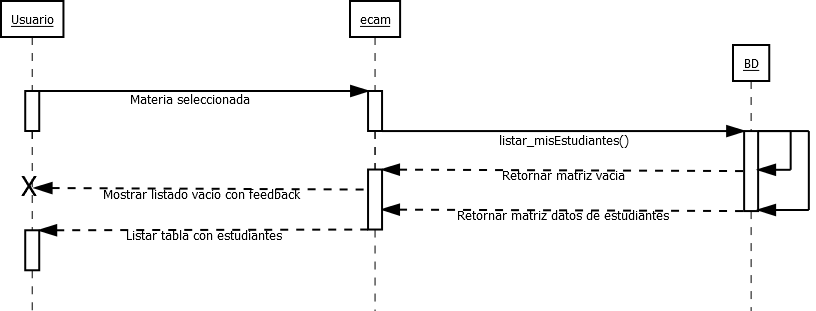 Usuario
ecam
BD
Materia seleccionada
listar_misEstudiantes()
Retornar matriz vacia
X
Mostrar listado vacio con feedback
Retornar matriz datos de estudiantes
Listar tabla con estudiantes